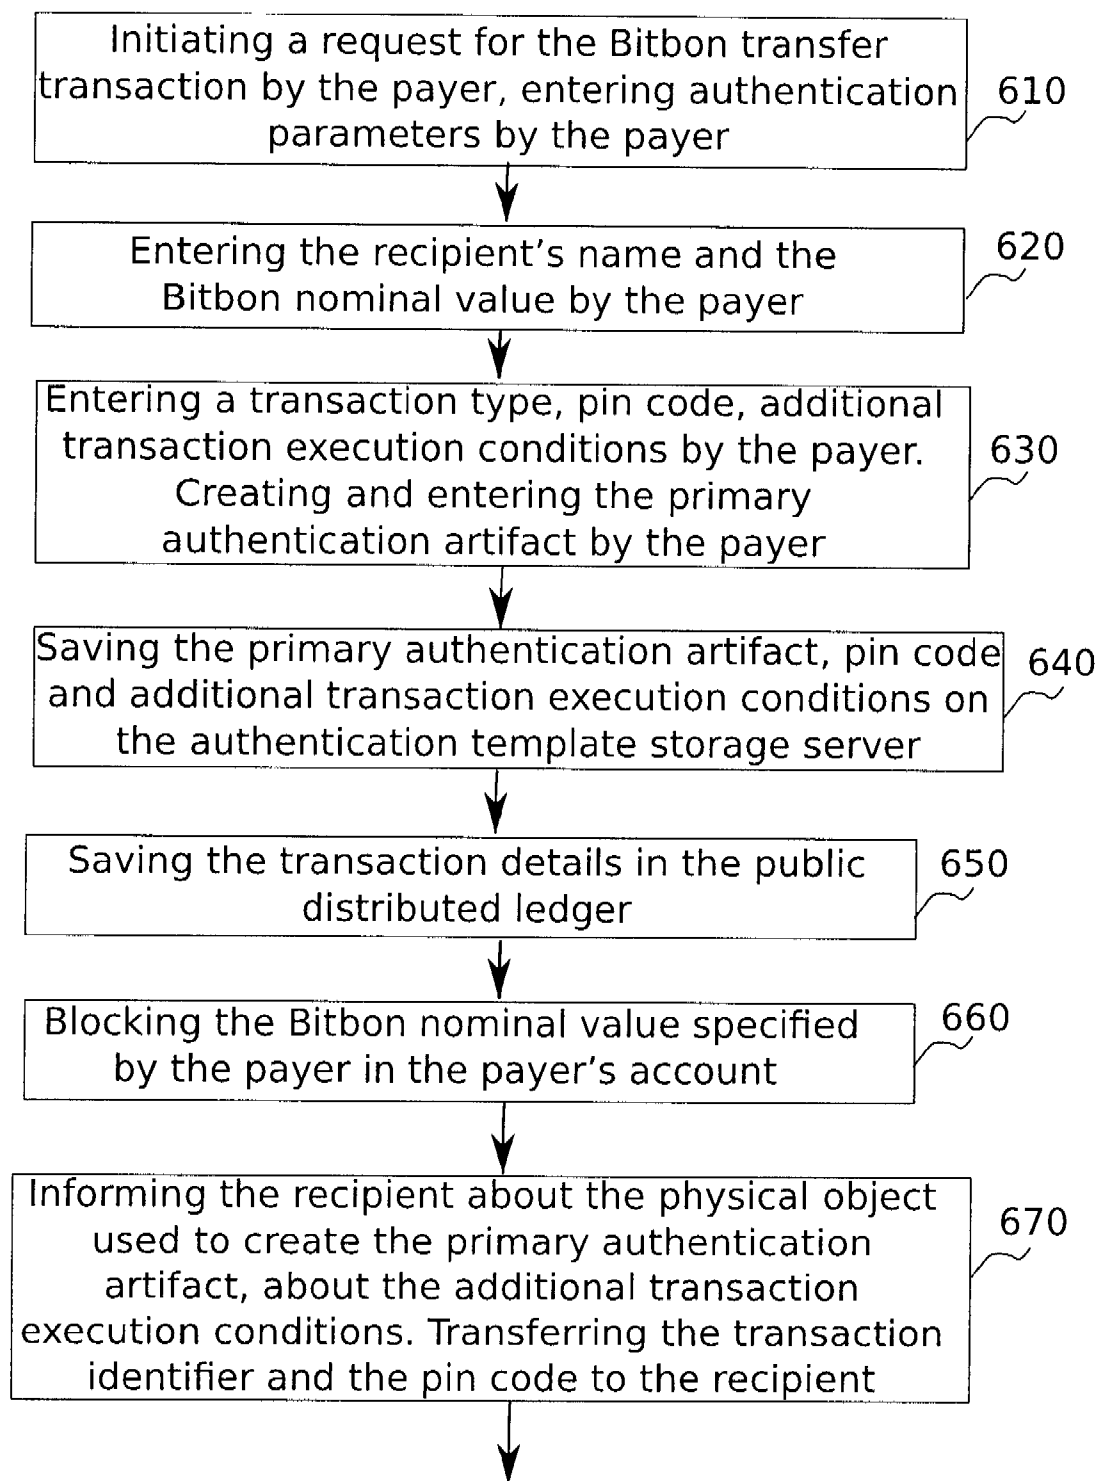 Initiating a request for the Bitbon transfer
transaction by the payer, entering authentication
parameters by the payer
610
Entering the recipient’s name and the
Bitbon nominal value by the payer
620
Entering a transaction type, pin code, additional
transaction execution conditions by the payer.
Creating and entering the primary
authentication artifact by the payer
630
Saving the primary authentication artifact, pin code
and additional transaction execution conditions on
the authentication template storage server
640
Saving the transaction details in the public
distributed ledger
650
Blocking the Bitbon nominal value specified
by the payer in the payer’s account
660
Informing the recipient about the physical object
used to create the primary authentication
artifact, about the additional transaction
execution conditions. Transferring the transaction
identifier and the pin code to the recipient
670